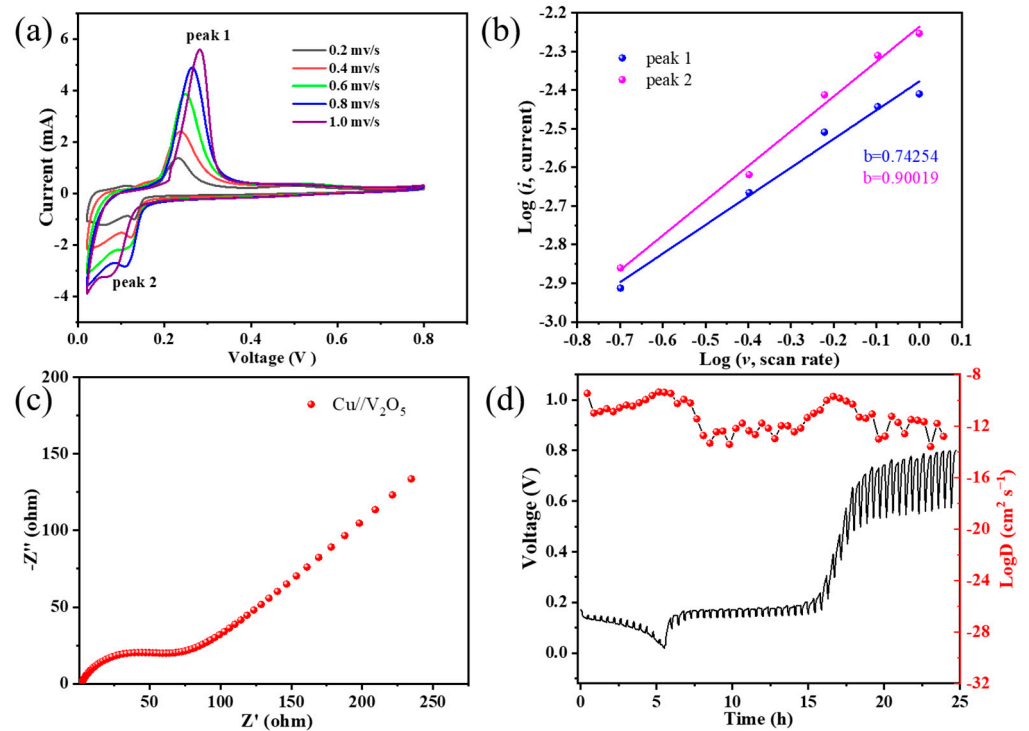 (a)
peak 1
0.2 mv/s
0.4 mv/s
0.6 mv/s
0.8 mv/s
1.0 mv/s
peak 2
6
4
2
0
-2
-4
Current (mA)
0.0 0.2 0.4 0.6 0.8
Voltage (V )
(b)
peak 1
peak 2
b=0.74254
b=0.90019
-2.2
-2.3
-2.4
-2.5
-2.6
-2.7
-2.8
-2.9
-3.0
Log (i, current)
-0.8 -0.7 -0.6 -0.5 -0.4 -0.3 -0.2 -0.1 0.0 0.1
Log (v, scan rate)
(c)
Cu//V₂O₅
200
150
100
50
0
-Z'' (ohm)
50 100 150 200 250
Z' (ohm)
(d)
1.0
0.8
0.6
0.4
0.2
0.0
Voltage (V)
-8
-12
-16
-20
-24
-28
-32
LogD (cm² s⁻¹)
0 5 10 15 20 25
Time (h)